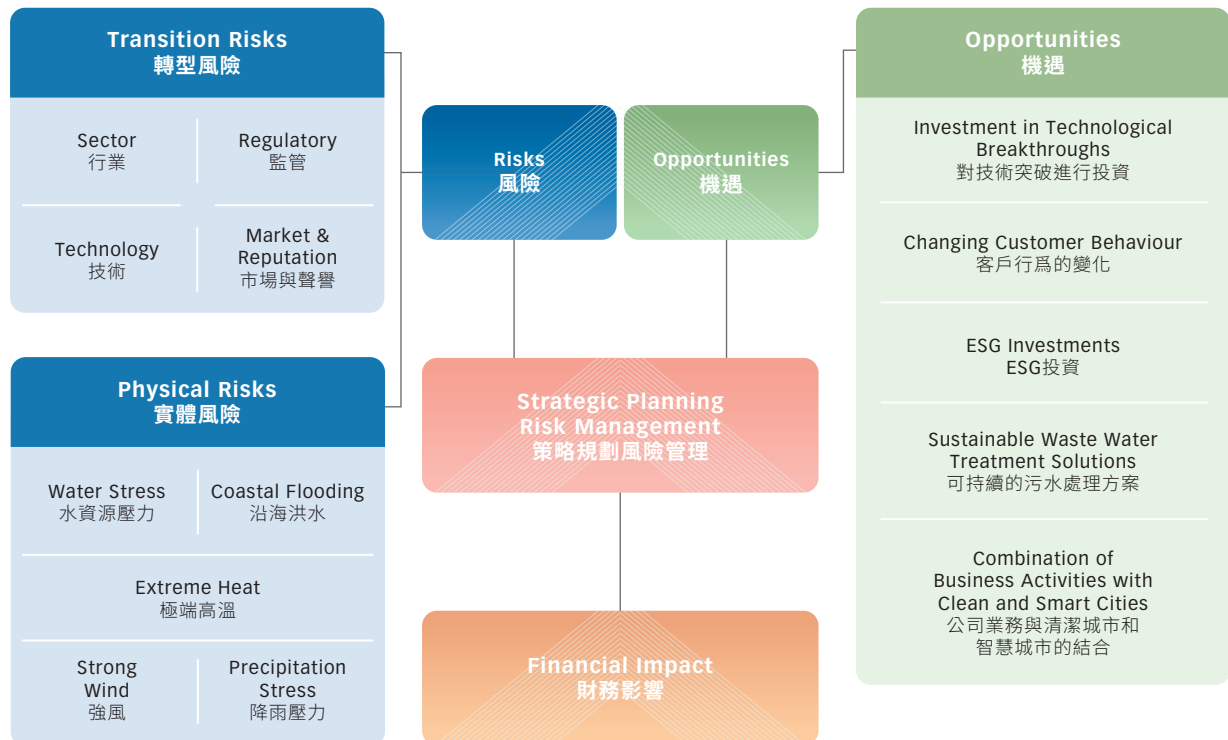 Transition Risks
轉型風險
Sector
行業
Regulatory
監管
Technology
技術
Market &
Reputation
市場與聲譽
Physical Risks
實體風險
Water Stress
水資源壓力
Coastal Flooding
沿海洪水
Extreme Heat
極端高溫
Strong
Wind
強風
Precipitation
Stress
降雨壓力
Risks
風險
Opportunities
機遇
Strategic Planning
Risk Management
策略規劃風險管理
Financial Impact
財務影響
Opportunities
機遇
Investment in Technological
Breakthroughs
對技術突破進行投資
Changing Customer Behaviour
客戶行爲的變化
ESG Investments
ESG投資
Sustainable Waste Water
Treatment Solutions
可持續的污水處理方案
Combination of
Business Activities with
Clean and Smart Cities
公司業務與清潔城市和
智慧城市的結合